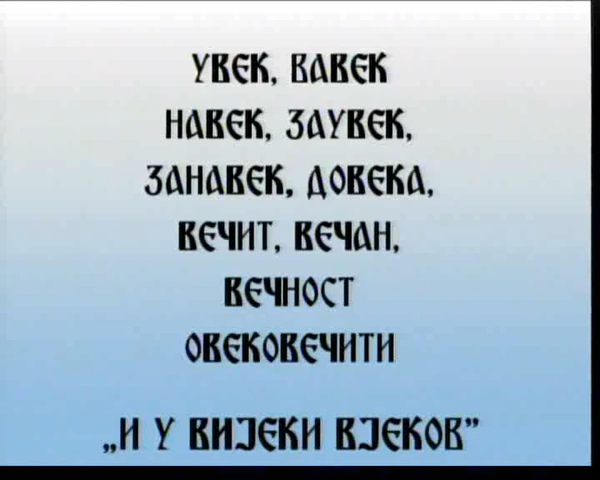 УВЕК, ВАВЕК
НАВЕК, ЗАУВЕК,
ЗАНАВЕК, ДОВЕКА,
ВЕЧИТ, ВЕЧАН,
ВЕЧНОСТ
ОВЕКОВЕЧИТИ
„И У ВИЈЕКИ ВЈЕКОВ”